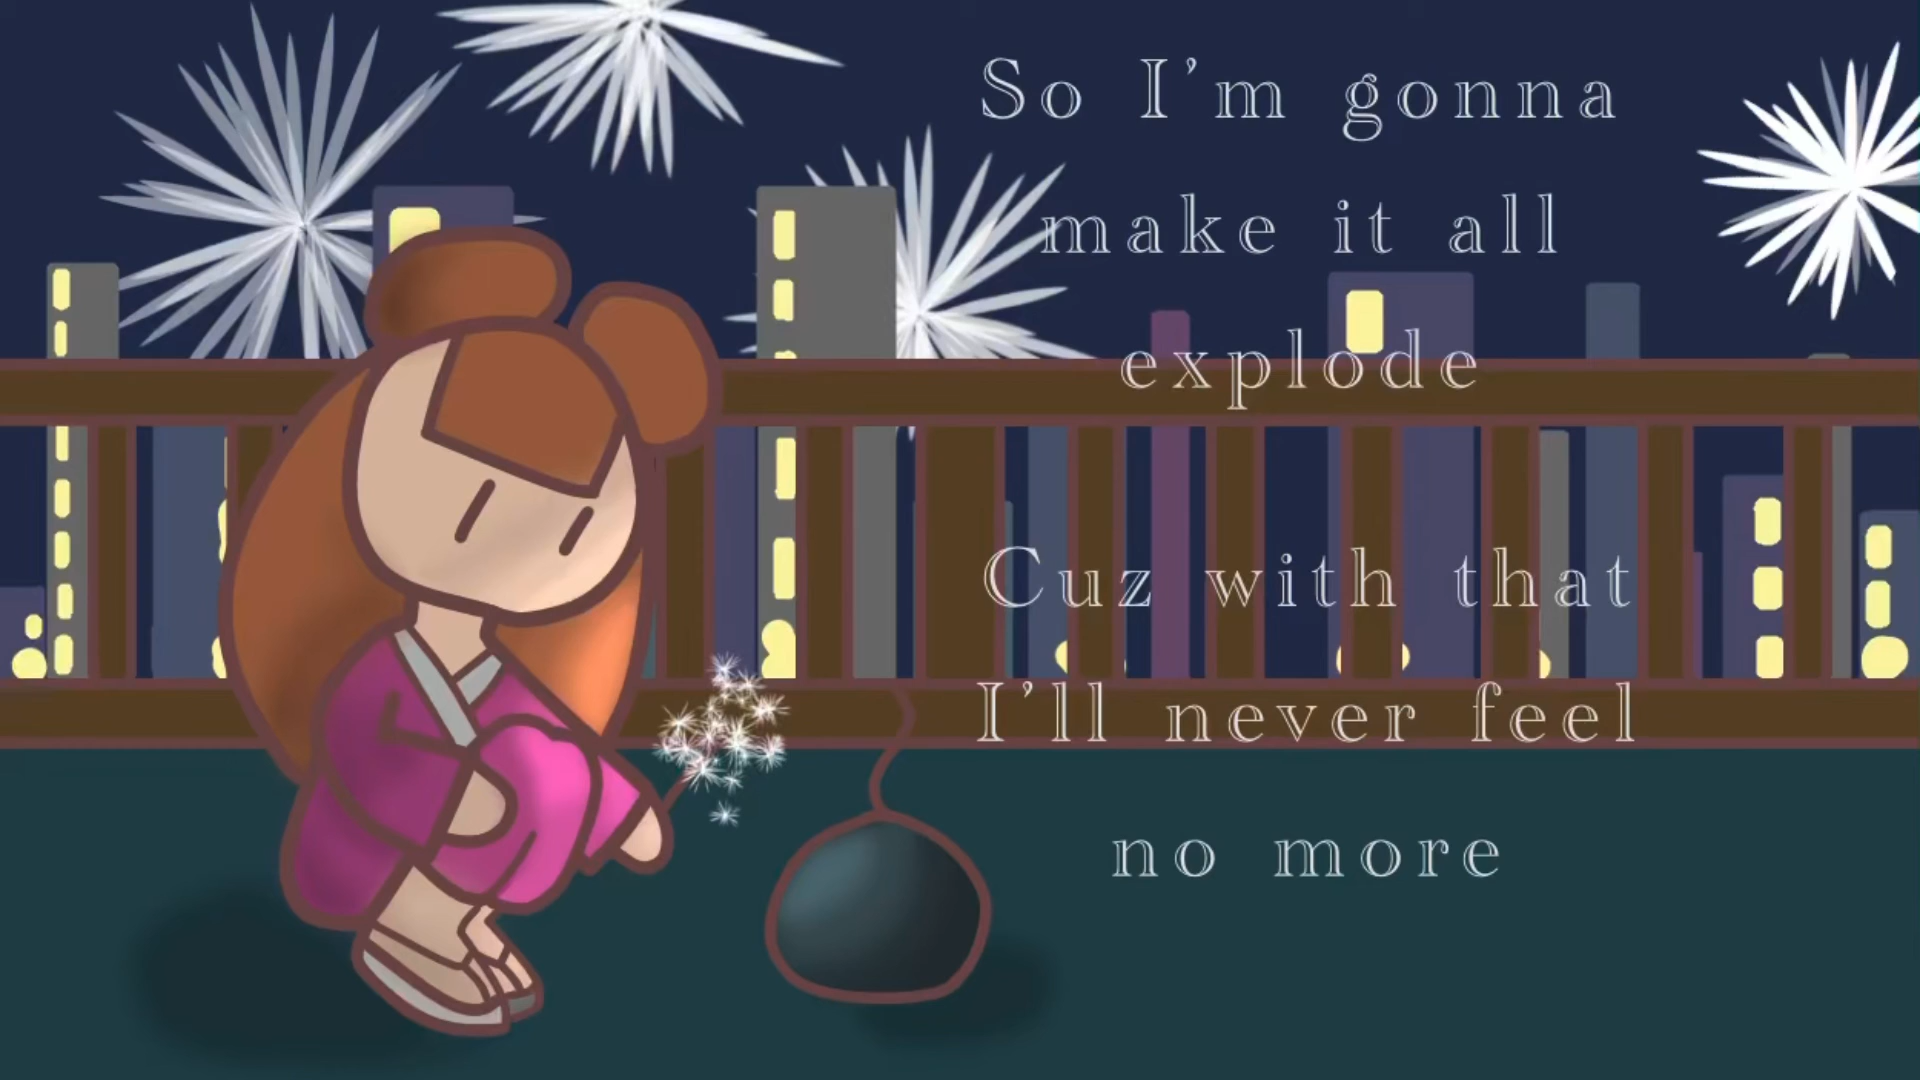 So I'm gonna
make it all
explode
Cuz with that
I'll never feel
no more